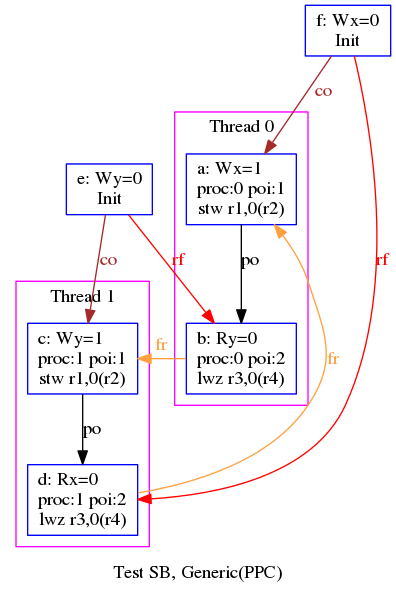 f: Wx=0
Init
co
Thread 0
a: Wx=1
proc:0 poi:1
stw r1,0(r2)
e: Wy=0
Init
co
rf
po
rf
Thread 1
c: Wy=1
proc:1 poi:1
stw r1,0(r2)
fr
b: Ry=0
proc:0 poi:2
lwz r3,0(r4)
fr
po
d: Rx=0
proc:1 poi:2
lwz r3,0(r4)
Test SB, Generic(PPC)